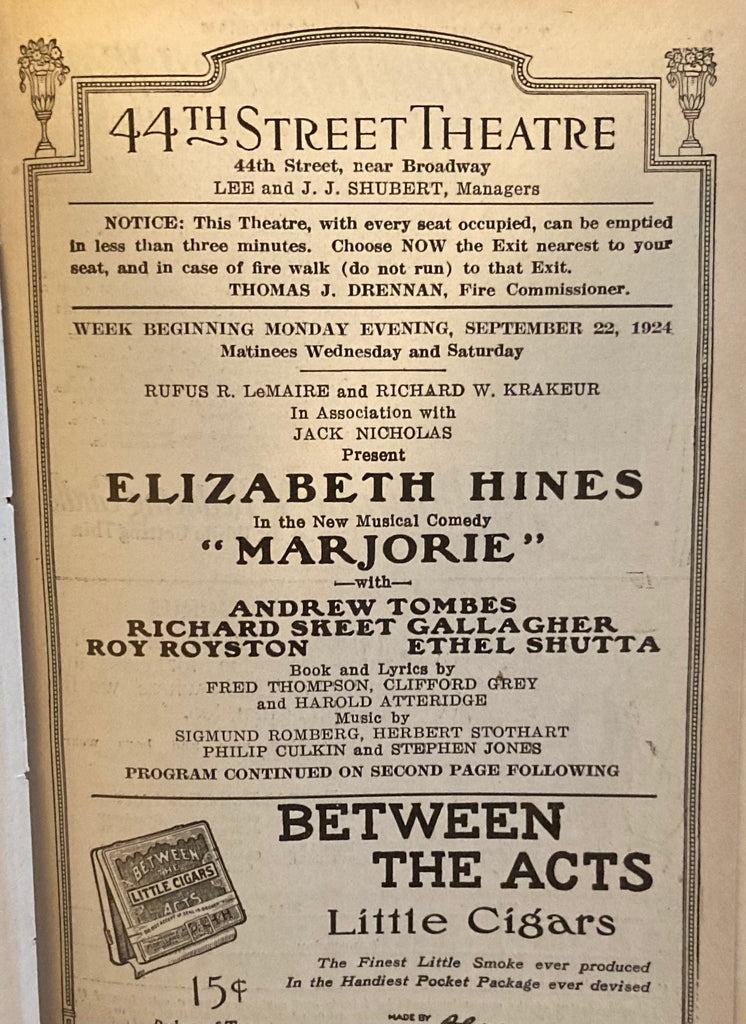 44TH STREET THEATRE
44th Street, near Broadway
LEE and J. J. SHUBERT, Managers
NOTICE: This Theatre, with every seat occupied, can be emptied
in less than three minutes. Choose NOW the Exit nearest to your
seat, and in case of fire walk (do not run) to that Exit.
THOMAS J. DRENNAN, Fire Commissioner.
WEEK BEGINNING MONDAY EVENING, SEPTEMBER 22, 1924
Matinees Wednesday and Saturday
RUFUS R. LeMAIRE and RICHARD W. KRAKEUR
In Association with
JACK NICHOLAS
Present
ELIZABETH HINES
In the New Musical Comedy
"MARJORIE"
—with—
ANDREW TOMBES
RICHARD SKEET GALLAGHER
ROY ROYSTON ETHEL SHUTTA
Book and Lyrics by
FRED THOMPSON, CLIFFORD GREY
and HAROLD ATTERIDGE
Music by
SIGMUND ROMBERG, HERBERT STOTHART
PHILIP CULKIN and STEPHEN JONES
PROGRAM CONTINUED ON SECOND PAGE FOLLOWING
BETWEEN
THE ACTS
Little Cigars
BETWEEN
THE
LITTLE CIGARS
ACTS
The Finest Little Smoke ever produced
In the Handiest Pocket Package ever devised
15¢
MADE BY